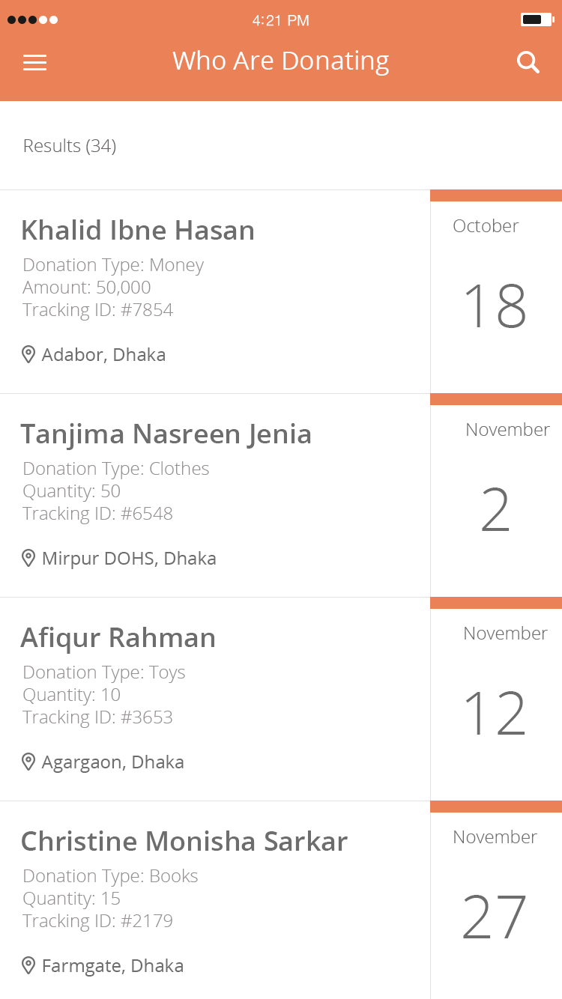 4:21 PM
Who Are Donating
Results (34)
Khalid Ibne Hasan
Donation Type: Money
Amount: 50,000
Tracking ID: #7854
Adabor, Dhaka
October
18
Tanjima Nasreen Jenia
Donation Type: Clothes
Quantity: 50
Tracking ID: #6548
Mirpur DOHS, Dhaka
November
2
Afiqur Rahman
Donation Type: Toys
Quantity: 10
Tracking ID: #3653
Agargaon, Dhaka
November
12
Christine Monisha Sarkar
Donation Type: Books
Quantity: 15
Tracking ID: #2179
Farmgate, Dhaka
November
27